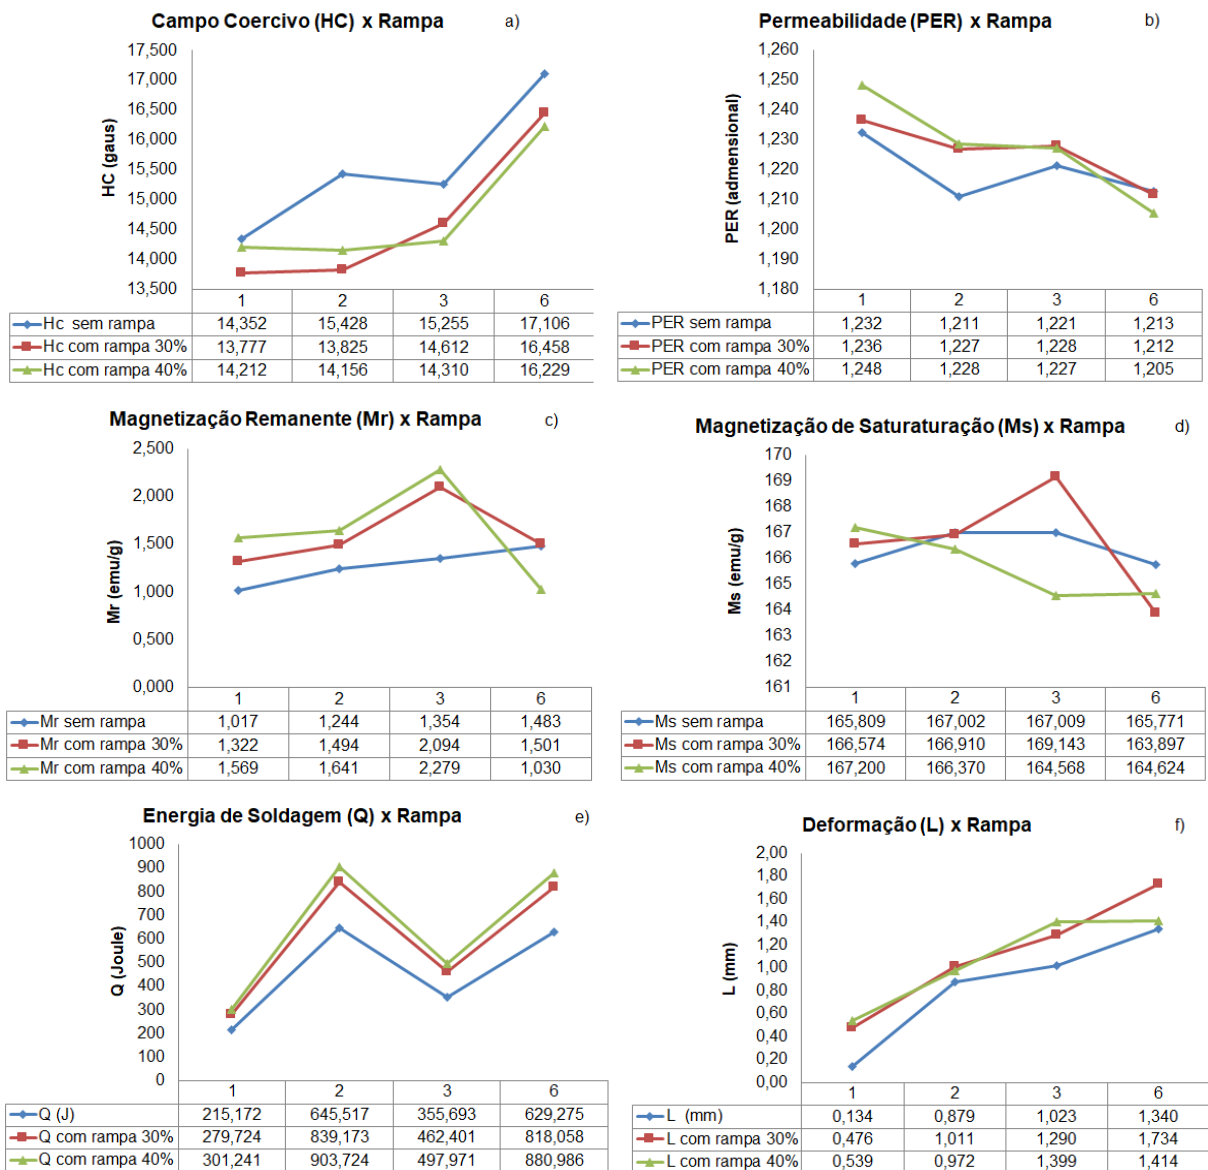 Campo Coercivo (HC) x Rampa a)
17,500
17,000
16,500
16,000
15,500
15,000
14,500
14,000
13,500
HC (gaus)
1 2 3 6
Hc sem rampa 14,352 15,428 15,255 17,106
Hc com rampa 30% 13,777 13,825 14,612 16,458
Hc com rampa 40% 14,212 14,156 14,310 16,229
Permeabilidade (PER) x Rampa b)
1,260
1,250
1,240
1,230
1,220
1,210
1,200
1,190
1,180
PER (admensional)
1 2 3 6
PER sem rampa 1,232 1,211 1,221 1,213
PER com rampa 30% 1,236 1,227 1,228 1,212
PER com rampa 40% 1,248 1,228 1,227 1,205
Magnetização Remanente (Mr) x Rampa c)
2,500
2,000
1,500
1,000
0,500
0,000
Mr (emu/g)
1 2 3 6
Mr sem rampa 1,017 1,244 1,354 1,483
Mr com rampa 30% 1,322 1,494 2,094 1,501
Mr com rampa 40% 1,569 1,641 2,279 1,030
Magnetização de Saturaturação (Ms) x Rampa d)
170
169
168
167
166
165
164
163
162
161
Ms (emu/g)
1 2 3 6
Ms sem rampa 165,809 167,002 167,009 165,771
Ms com rampa 30% 166,574 166,910 169,143 163,897
Ms com rampa 40% 167,200 166,370 164,568 164,624
Energia de Soldagem (Q) x Rampa e)
1000
900
800
700
600
500
400
300
200
100
0
Q (Joule)
1 2 3 6
Q (J) 215,172 645,517 355,693 629,275
Q com rampa 30% 279,724 839,173 462,401 818,058
Q com rampa 40% 301,241 903,724 497,971 880,986
Deformação (L) x Rampa f)
2,00
1,80
1,60
1,40
1,20
1,00
0,80
0,60
0,40
0,20
0,00
L (mm)
1 2 3 6
L (mm) 0,134 0,879 1,023 1,340
L com rampa 30% 0,476 1,011 1,290 1,734
L com rampa 40% 0,539 0,972 1,399 1,414